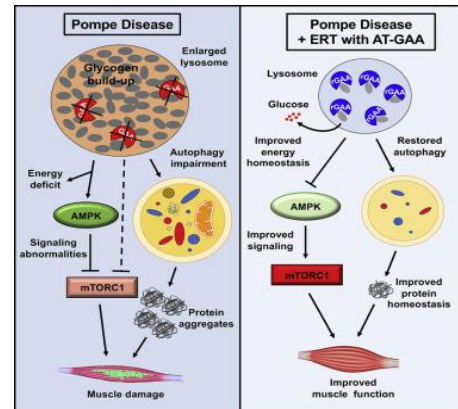 Pompe Disease
Enlarged
lysosome
Glycogen
build-up
GAA
GAA
GAA
Autophagy
impairment
Energy
deficit
AMPK
Signaling
abnormalities
mTORC1
Protein
aggregates
Muscle damage
Pompe Disease
+ ERT with AT-GAA
Lysosome
rGAA
rGAA
rGAA
rGAA
rGAA
Glucose
Improved
energy
homeostasis
Restored
autophagy
AMPK
Improved
signaling
mTORC1
Improved
protein
homeostasis
Improved
muscle function